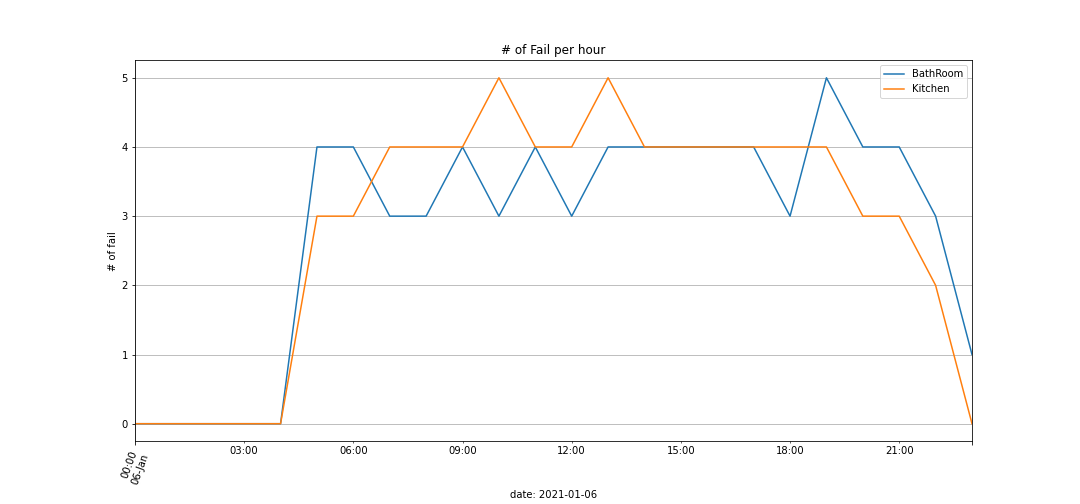 # of Fail per hour
BathRoom
Kitchen
5
4
3
2
1
0
# of fail
00:00
06-Jan
03:00
06:00
09:00
12:00
15:00
18:00
21:00
date: 2021-01-06